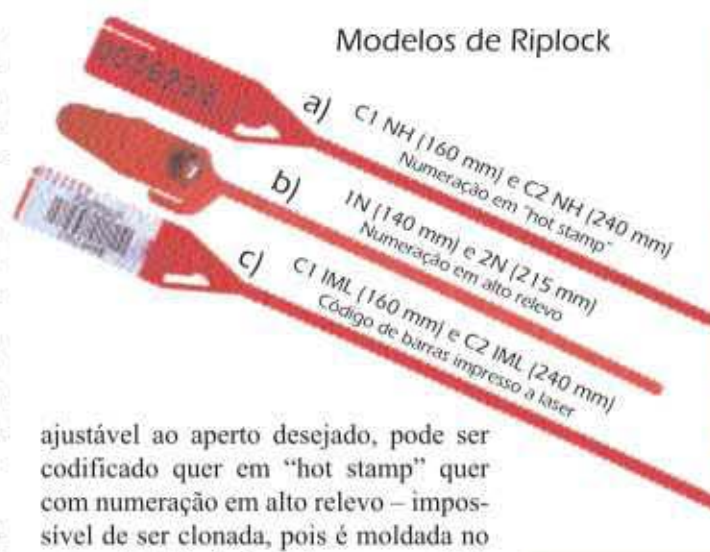 Modelos de Riplock
a) C1 NH (160 mm) e C2 NH (240 mm)
Numeração em "hot stamp"
b) 1N (140 mm) e 2N (215 mm)
Numeração em alto relevo
c) C1 IML (160 mm) e C2 IML (240 mm)
Código de barras impresso a laser
ajustável ao aperto desejado, pode ser
codificado quer em “hot stamp” quer
com numeração em alto relevo – impos-
sível de ser clonada, pois é moldada no